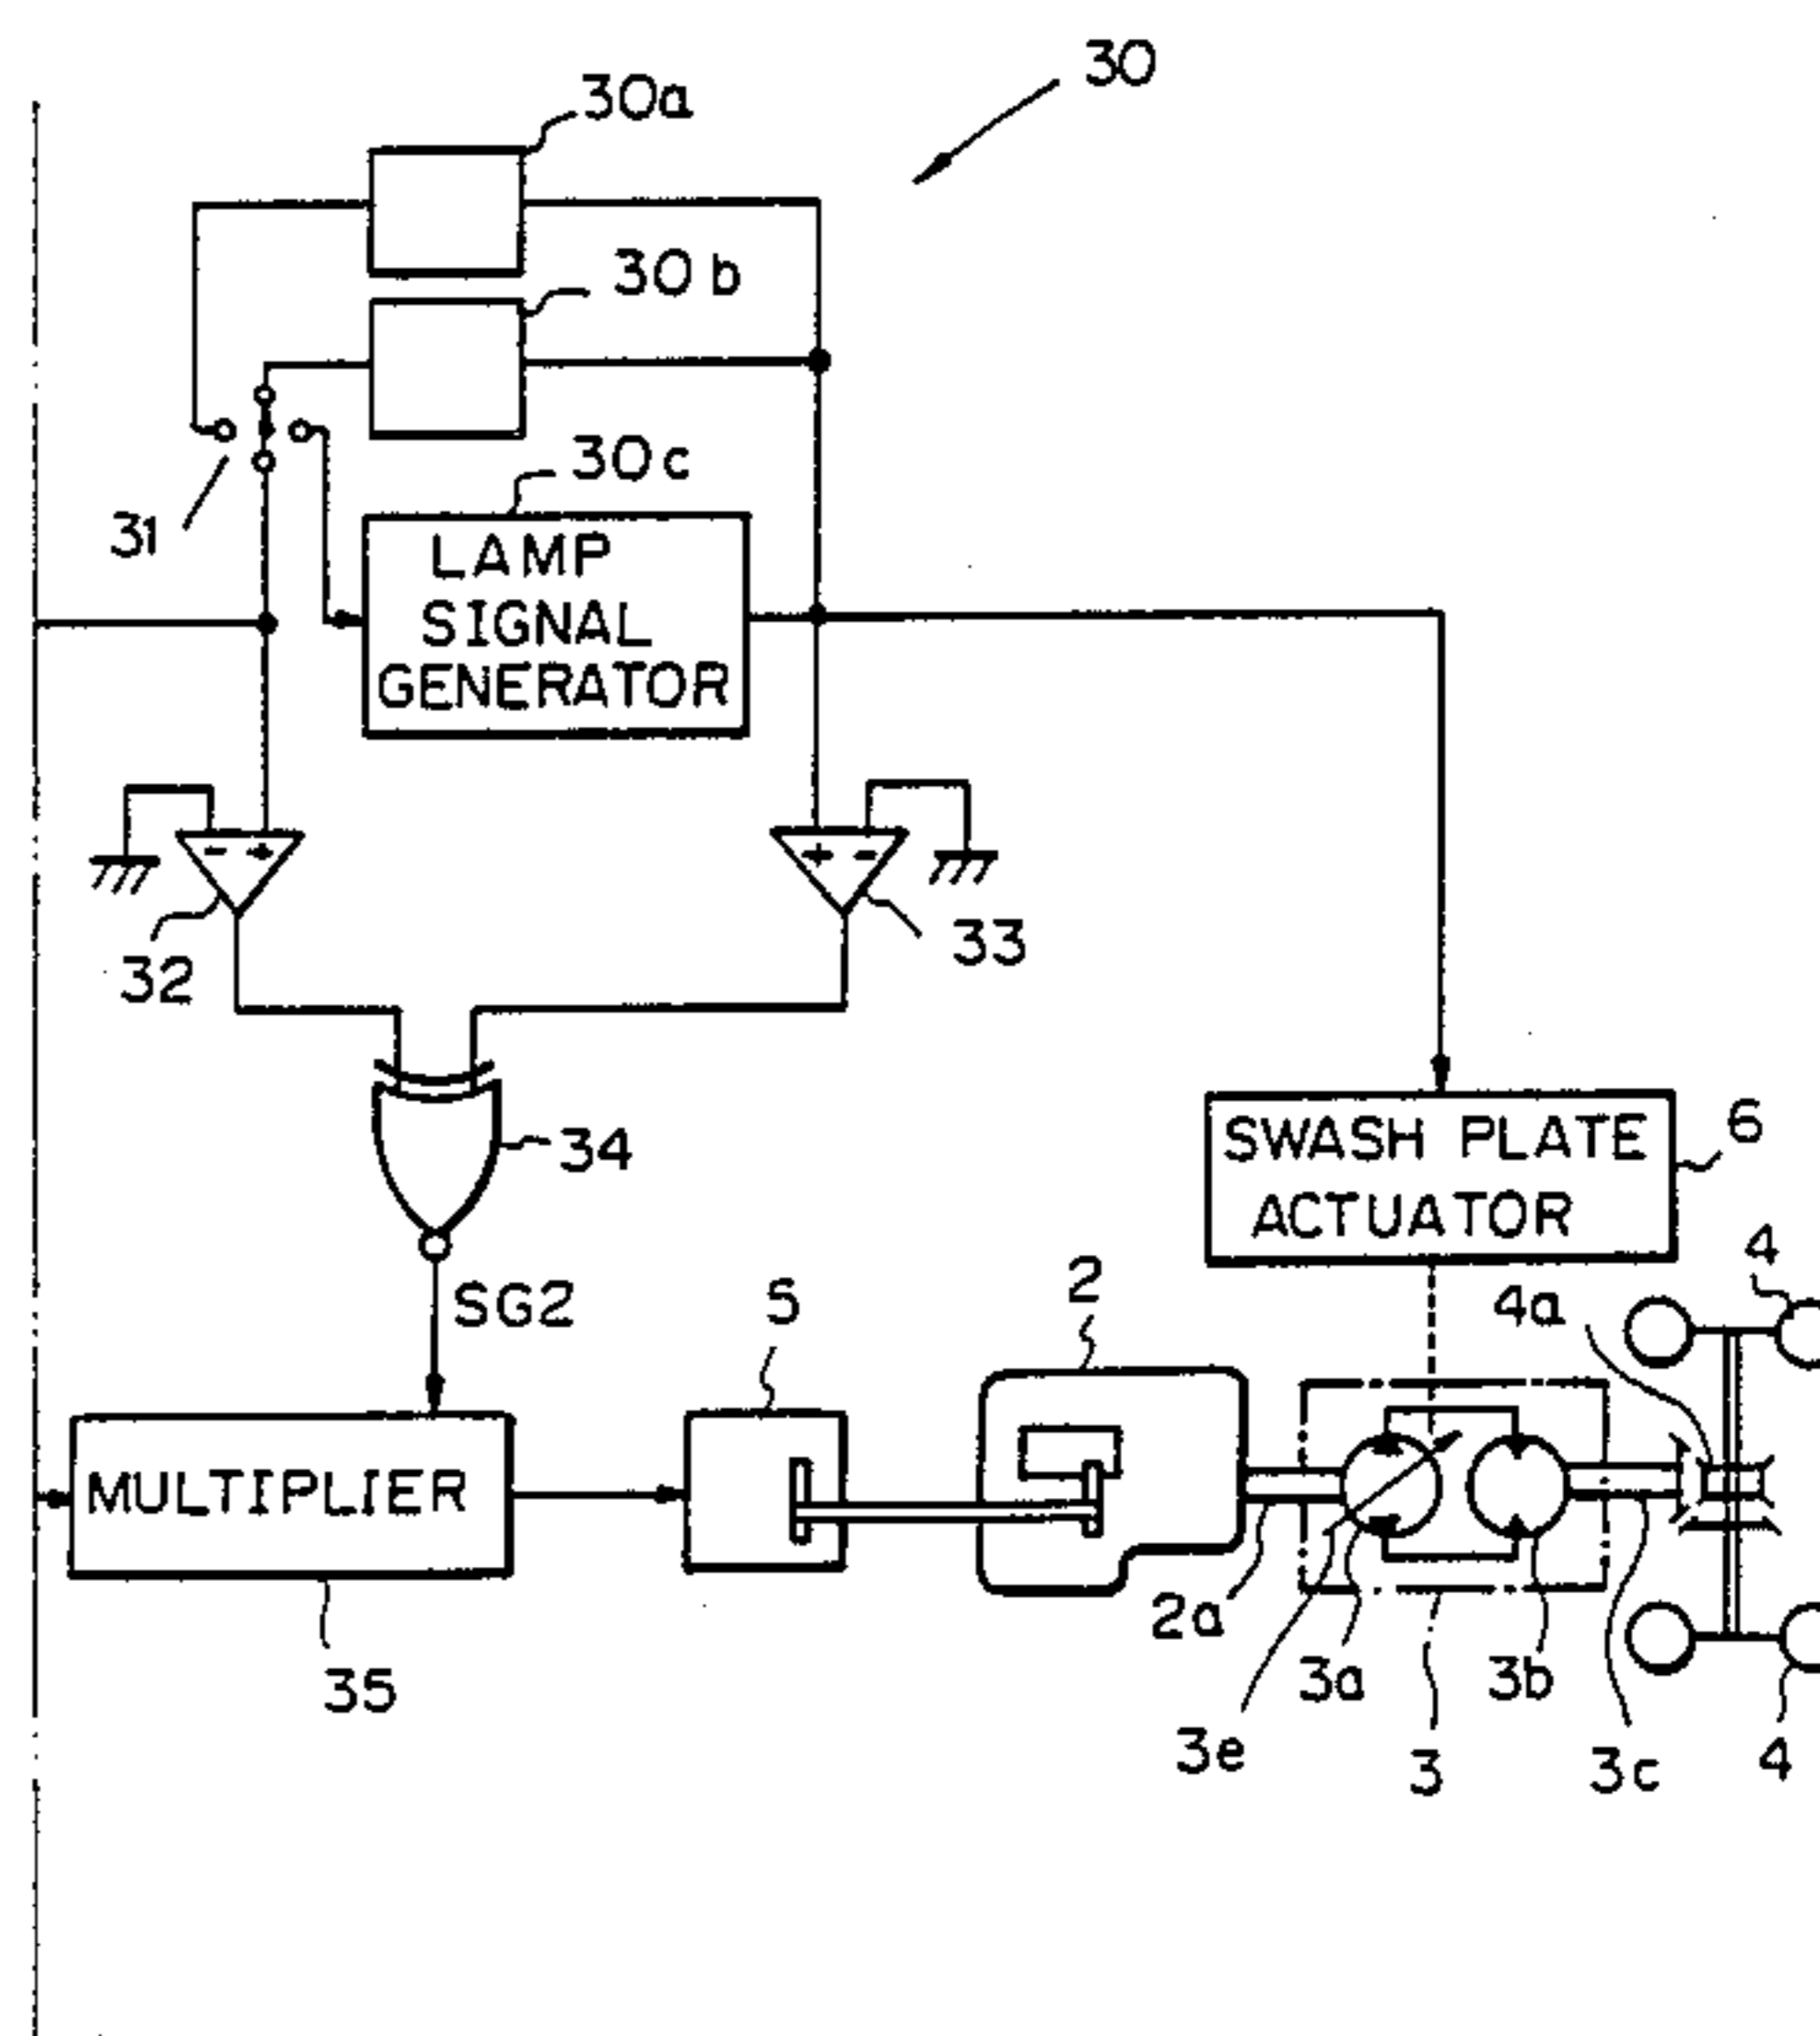 30
30a
30b
30c
31
LAMP
SIGNAL
GENERATOR
- +
+ -
32
33
34
SWASH PLATE
ACTUATOR
6
SG2
5
2
4a
4
MULTIPLIER
35
2a
3e
3a
3
3b
3c
4